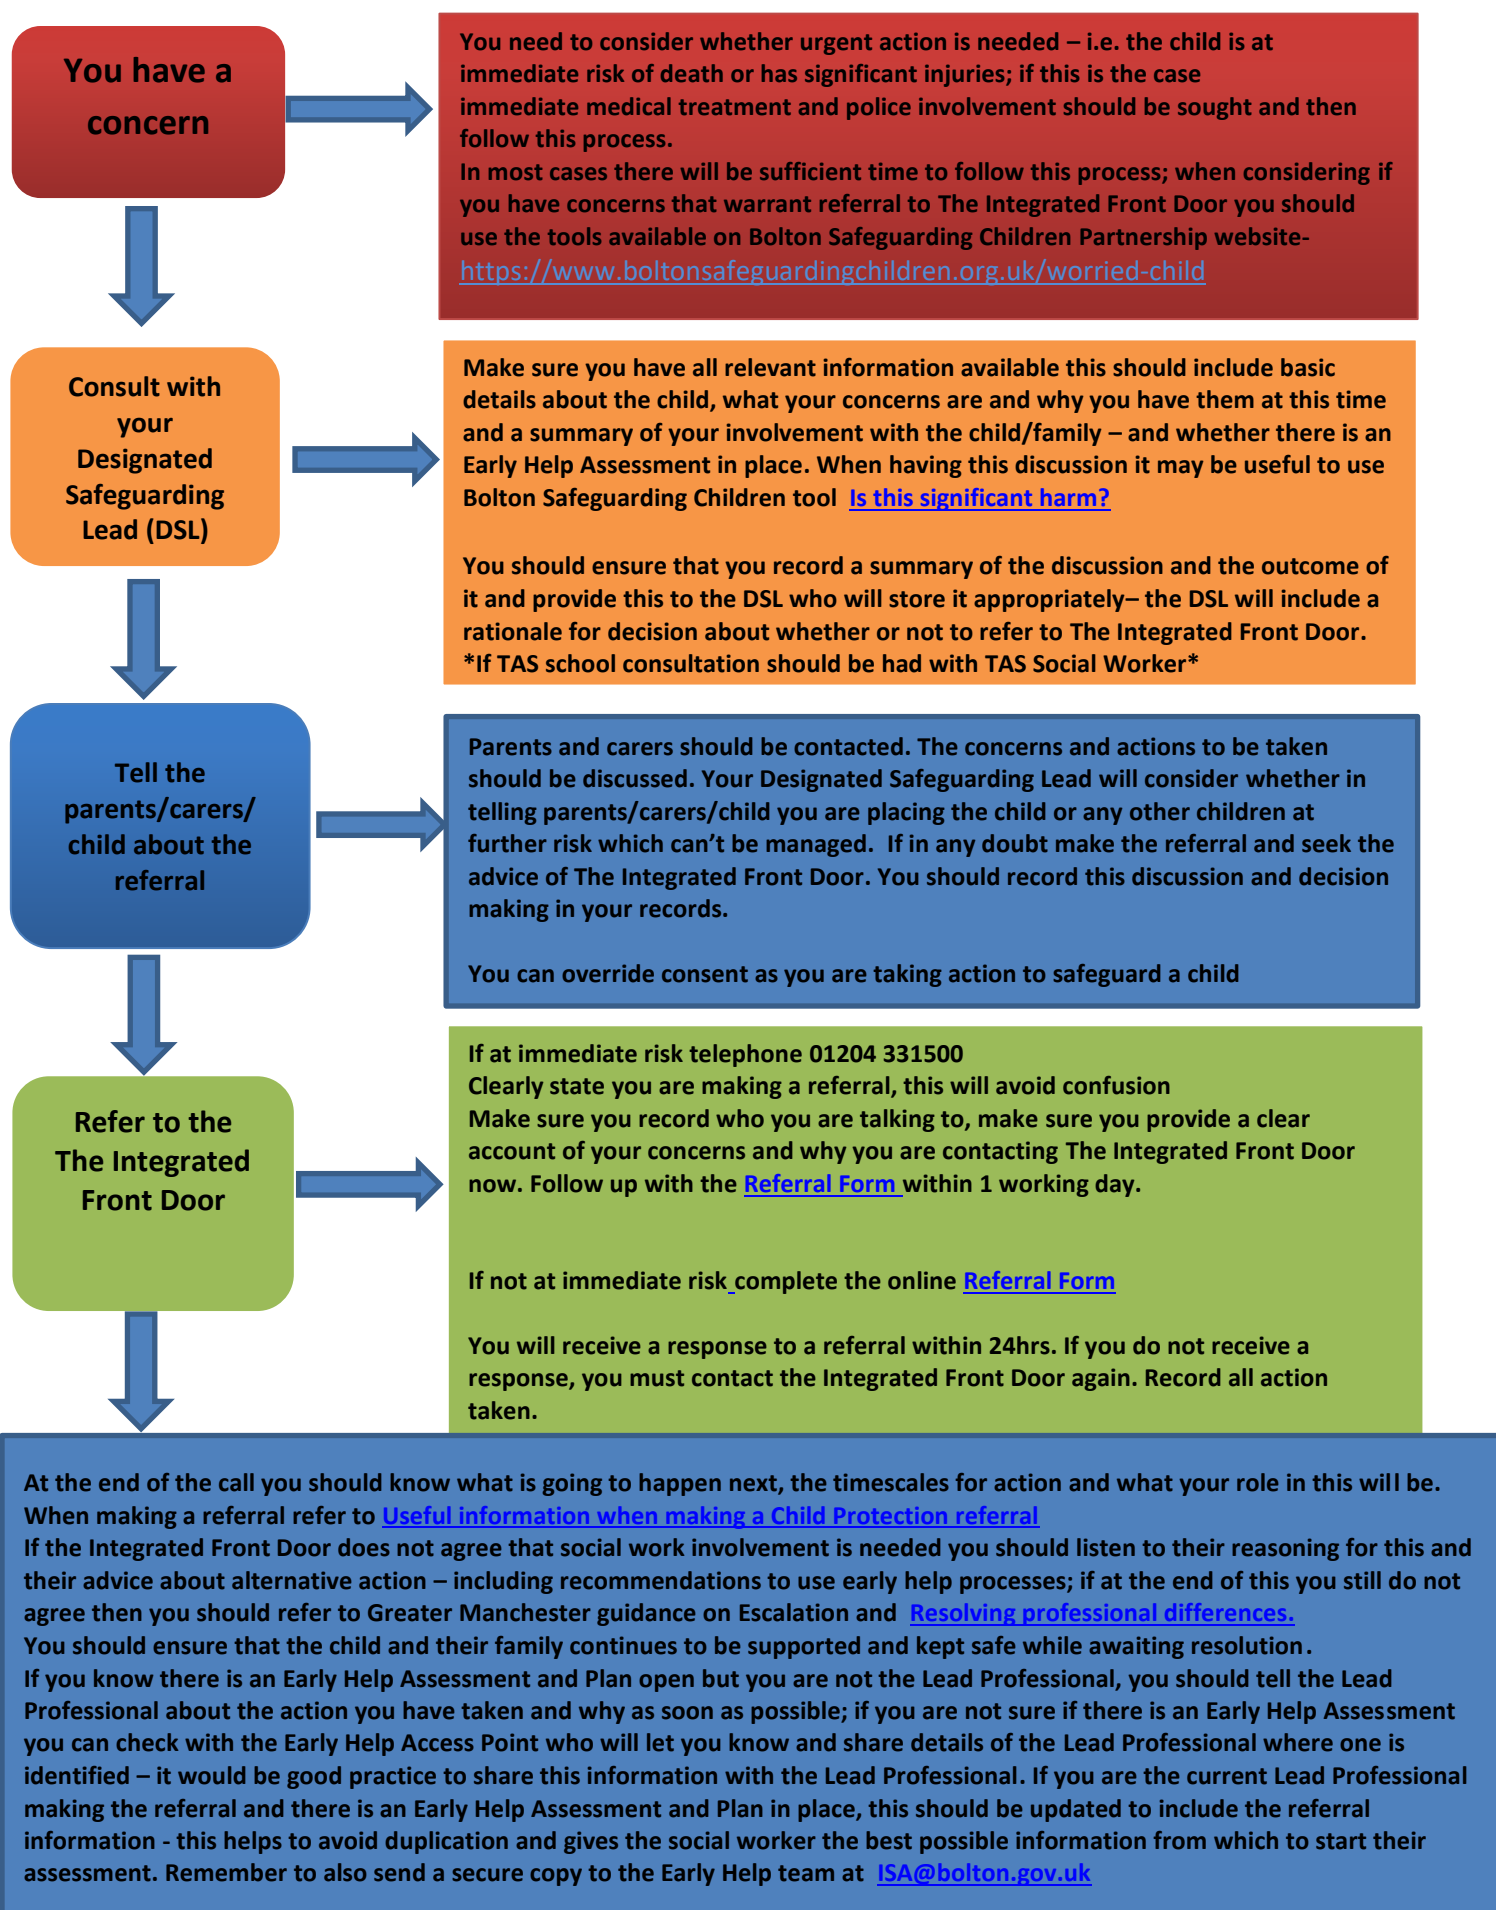 You have a
concern
You need to consider whether urgent action is needed – i.e. the child is at
immediate risk of death or has significant injuries; if this is the case
immediate medical treatment and police involvement should be sought and then
follow this process.
In most cases there will be sufficient time to follow this process; when considering if
you have concerns that warrant referral to The Integrated Front Door you should
use the tools available on Bolton Safeguarding Children Partnership website-
https://www.boltonsafeguardingchildren.org.uk/worried-child
Consult with
your
Designated
Safeguarding
Lead (DSL)
Make sure you have all relevant information available this should include basic
details about the child, what your concerns are and why you have them at this time
and a summary of your involvement with the child/family – and whether there is an
Early Help Assessment in place. When having this discussion it may be useful to use
Bolton Safeguarding Children tool Is this significant harm?
You should ensure that you record a summary of the discussion and the outcome of
it and provide this to the DSL who will store it appropriately– the DSL will include a
rationale for decision about whether or not to refer to The Integrated Front Door.
*If TAS school consultation should be had with TAS Social Worker*
Tell the
parents/carers/
child about the
referral
Parents and carers should be contacted. The concerns and actions to be taken
should be discussed. Your Designated Safeguarding Lead will consider whether in
telling parents/carers/child you are placing the child or any other children at
further risk which can’t be managed. If in any doubt make the referral and seek the
advice of The Integrated Front Door. You should record this discussion and decision
making in your records.
You can override consent as you are taking action to safeguard a child
Refer to the
The Integrated
Front Door
If at immediate risk telephone 01204 331500
Clearly state you are making a referral, this will avoid confusion
Make sure you record who you are talking to, make sure you provide a clear
account of your concerns and why you are contacting The Integrated Front Door
now. Follow up with the Referral Form within 1 working day.
If not at immediate risk complete the online Referral Form
You will receive a response to a referral within 24hrs. If you do not receive a
response, you must contact the Integrated Front Door again. Record all action
taken.
At the end of the call you should know what is going to happen next, the timescales for action and what your role in this will be.
When making a referral refer to Useful information when making a Child Protection referral
If the Integrated Front Door does not agree that social work involvement is needed you should listen to their reasoning for this and
their advice about alternative action – including recommendations to use early help processes; if at the end of this you still do not
agree then you should refer to Greater Manchester guidance on Escalation and Resolving professional differences.
You should ensure that the child and their family continues to be supported and kept safe while awaiting resolution.
If you know there is an Early Help Assessment and Plan open but you are not the Lead Professional, you should tell the Lead
Professional about the action you have taken and why as soon as possible; if you are not sure if there is an Early Help Assessment
you can check with the Early Help Access Point who will let you know and share details of the Lead Professional where one is
identified – it would be good practice to share this information with the Lead Professional. If you are the current Lead Professional
making the referral and there is an Early Help Assessment and Plan in place, this should be updated to include the referral
information - this helps to avoid duplication and gives the social worker the best possible information from which to start their
assessment. Remember to also send a secure copy to the Early Help team at ISA@bolton.gov.uk